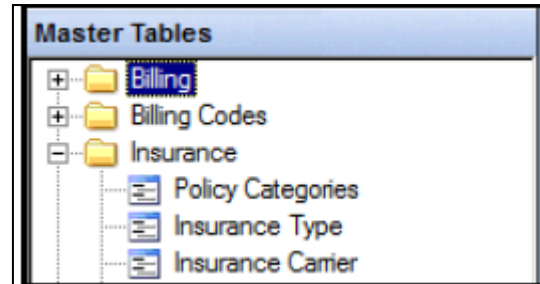 Master Tables
Billing
Billing Codes
Insurance
Policy Categories
Insurance Type
Insurance Carrier